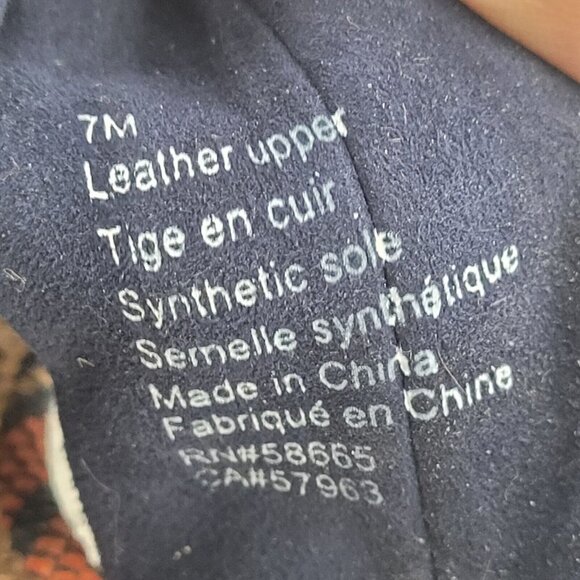 7M
Leather upper
Tige en cuir
Synthetic sole
Semelle synthétique
Made in China
Fabriqué en Chine
RN#58665
CA#57963